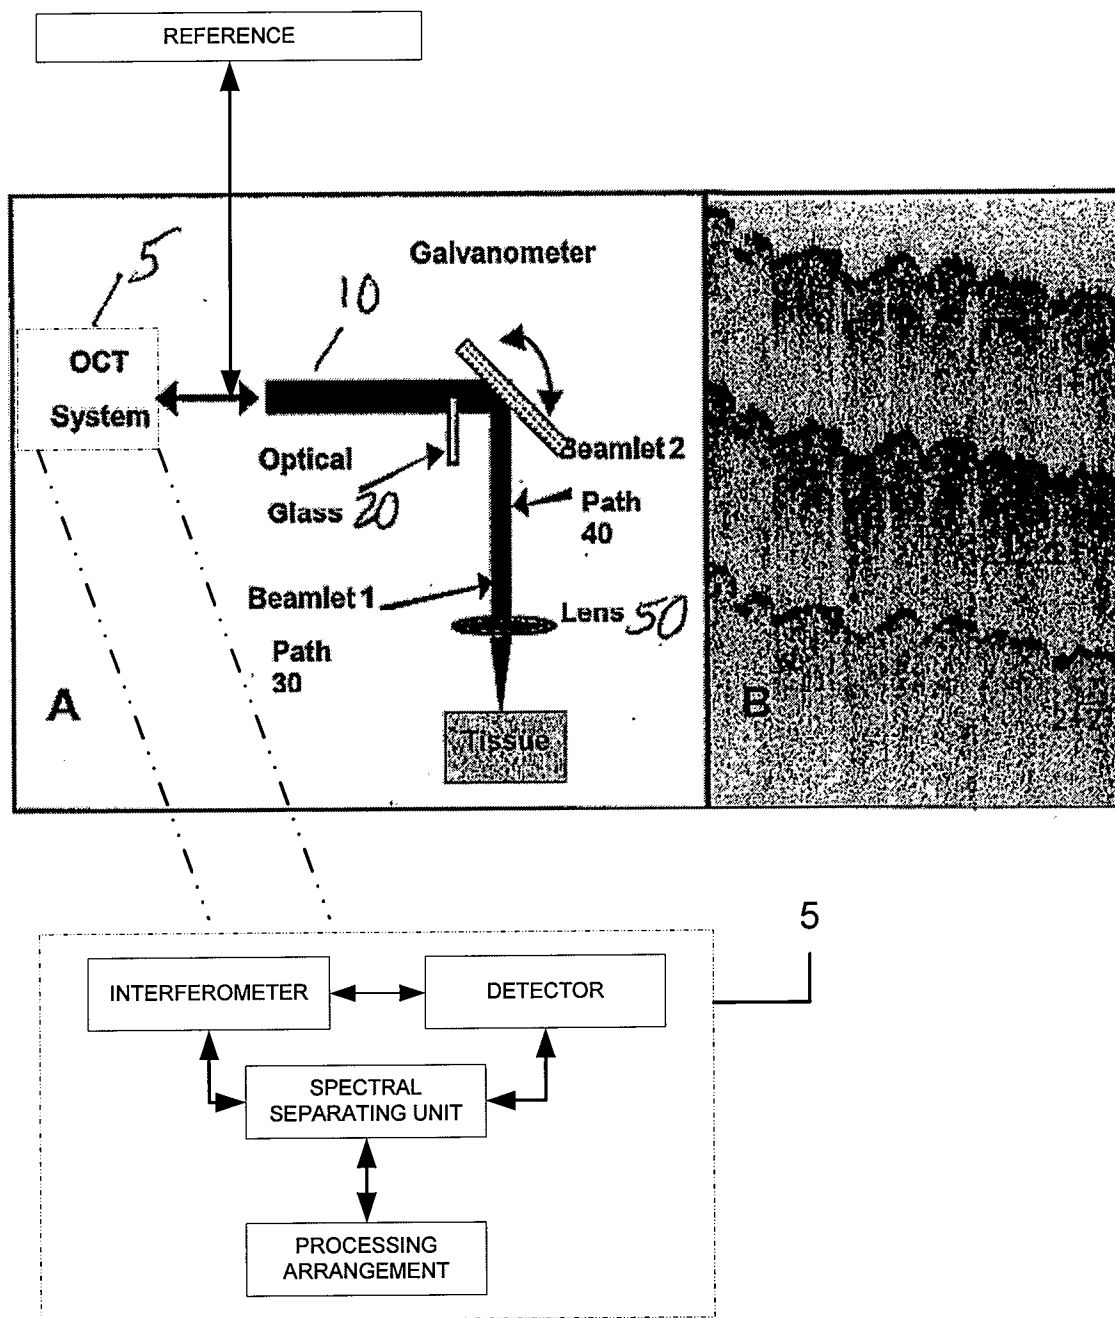 REFERENCE
5
Galvanometer
10
OCT
System
Optical
Glass 20
Beamlet 2
Path
40
Beamlet 1
Lens 50
Path
30
A
Tissue
B
5
INTERFEROMETER
DETECTOR
SPECTRAL
SEPARATING UNIT
PROCESSING
ARRANGEMENT